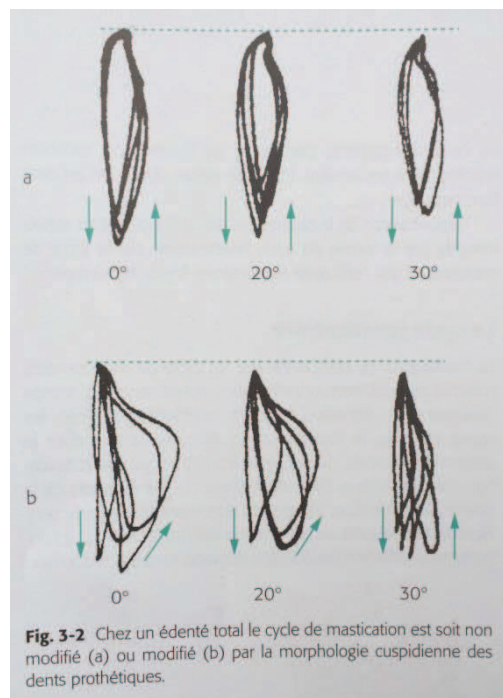 a
0° 20° 30°
b
0° 20° 30°
Fig. 3-2 Chez un édenté total le cycle de mastication est soit non
modifié (a) ou modifié (b) par la morphologie cuspidienne des
dents prothétiques.